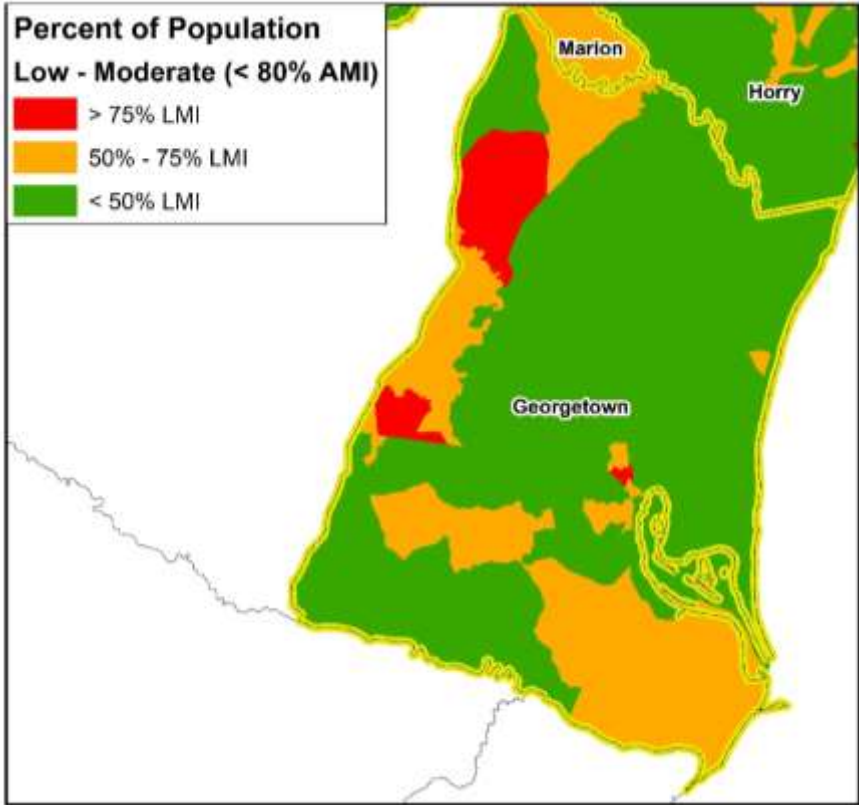 Percent of Population
Low - Moderate (< 80% AMI)
> 75% LMI
50% - 75% LMI
< 50% LMI
Marion
Horry
Georgetown